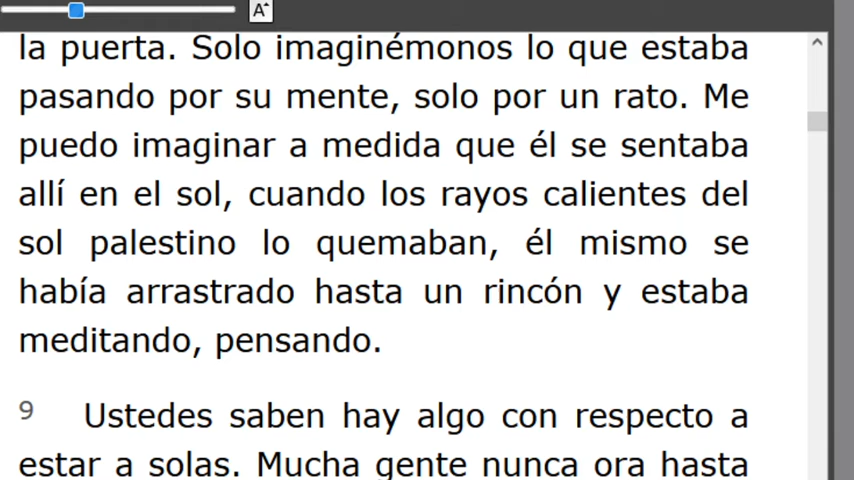 A
la puerta. Solo imaginémonos lo que estaba
pasando por su mente, solo por un rato. Me
puedo imaginar a medida que él se sentaba
allí en el sol, cuando los rayos calientes del
sol palestino lo quemaban, él mismo se
había arrastrado hasta un rincón y estaba
meditando, pensando.
9 Ustedes saben hay algo con respecto a
estar a solas. Mucha gente nunca ora hasta